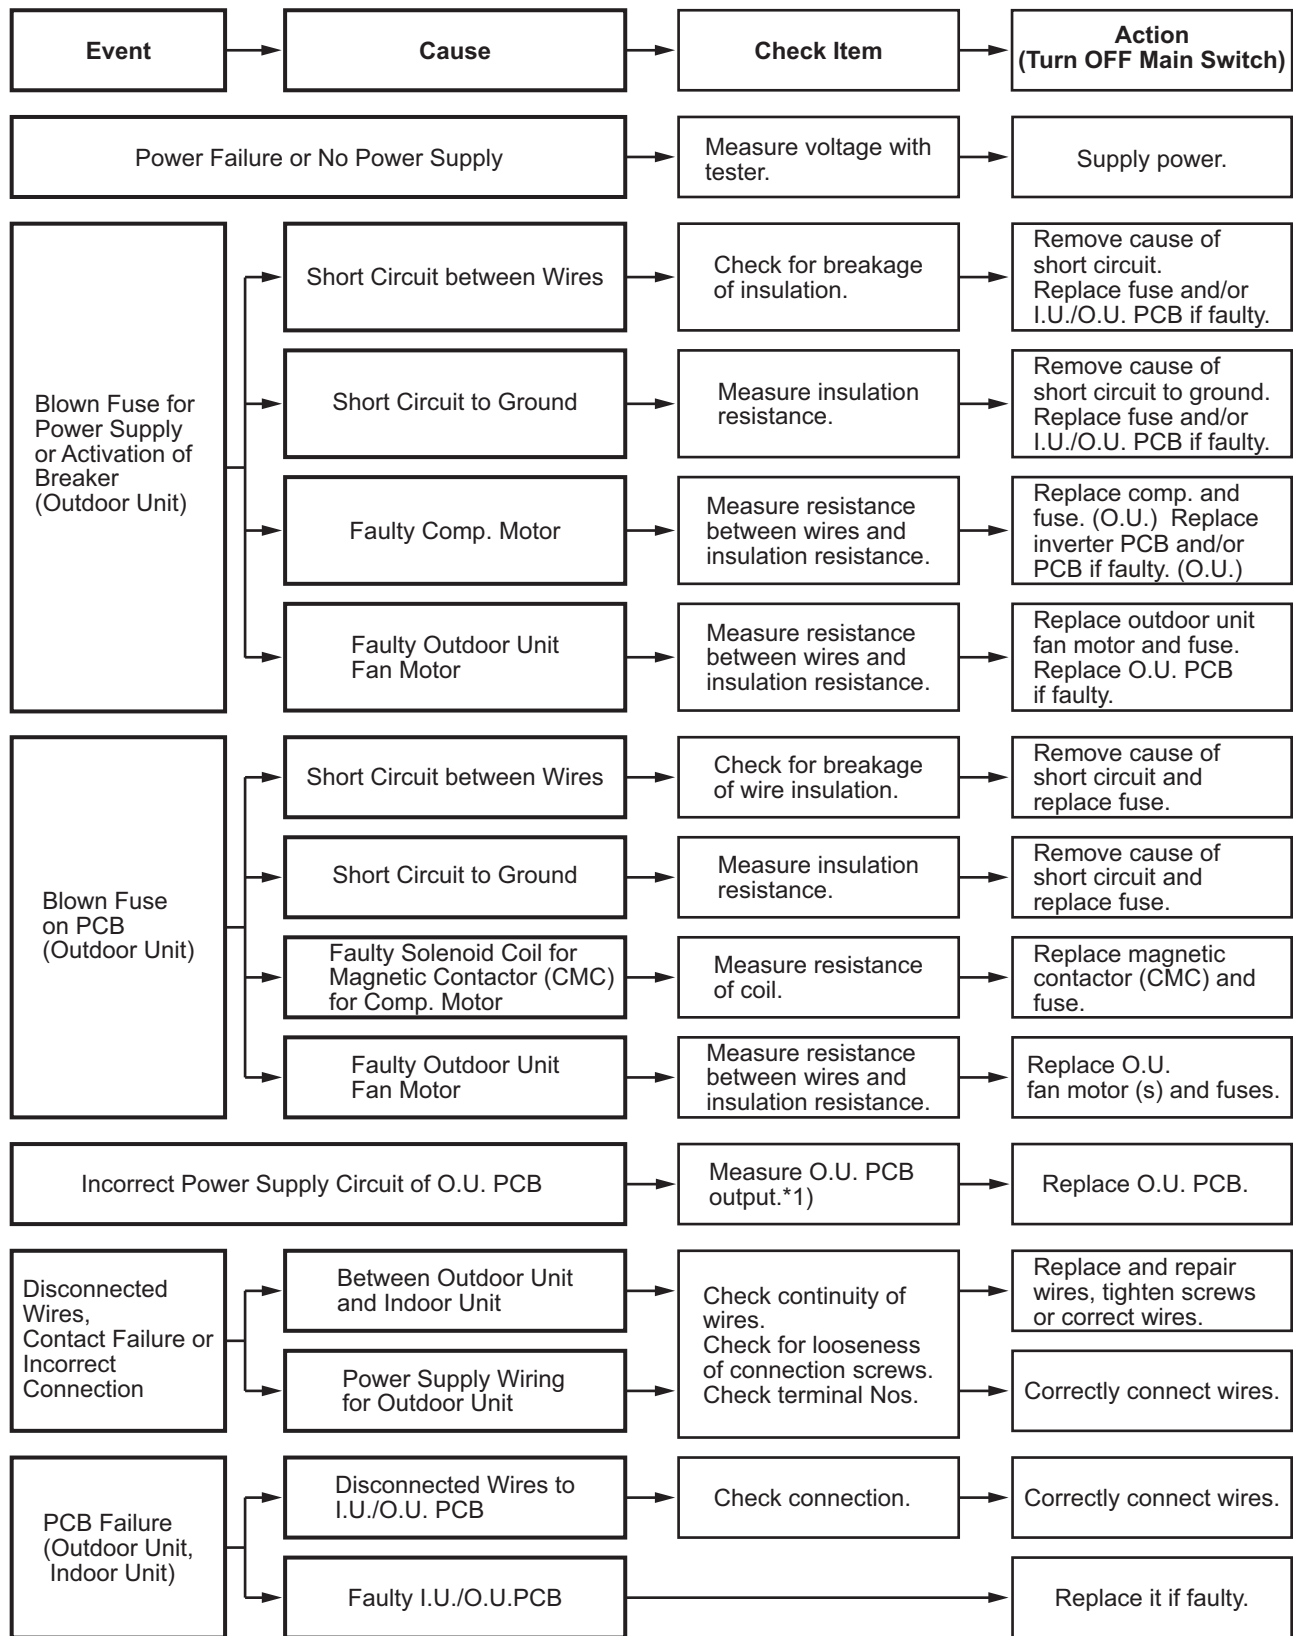 Event
Cause
Check Item
Action
(Turn OFF Main Switch)
Power Failure or No Power Supply
Measure voltage with
tester.
Supply power.
Blown Fuse for
Power Supply
or Activation of
Breaker
(Outdoor Unit)
Short Circuit between Wires
Check for breakage
of insulation.
Remove cause of
short circuit.
Replace fuse and/or
I.U./O.U. PCB if faulty.
Short Circuit to Ground
Measure insulation
resistance.
Remove cause of
short circuit to ground.
Replace fuse and/or
I.U./O.U. PCB if faulty.
Faulty Comp. Motor
Measure resistance
between wires and
insulation resistance.
Replace comp. and
fuse. (O.U.) Replace
inverter PCB and/or
PCB if faulty. (O.U.)
Faulty Outdoor Unit
Fan Motor
Measure resistance
between wires and
insulation resistance.
Replace outdoor unit
fan motor and fuse.
Replace O.U. PCB
if faulty.
Blown Fuse
on PCB
(Outdoor Unit)
Short Circuit between Wires
Check for breakage
of wire insulation.
Remove cause of
short circuit and
replace fuse.
Short Circuit to Ground
Measure insulation
resistance.
Remove cause of
short circuit and
replace fuse.
Faulty Solenoid Coil for
Magnetic Contactor (CMC)
for Comp. Motor
Measure resistance
of coil.
Replace magnetic
contactor (CMC) and
fuse.
Faulty Outdoor Unit
Fan Motor
Measure resistance
between wires and
insulation resistance.
Replace O.U.
fan motor (s) and fuses.
Incorrect Power Supply Circuit of O.U. PCB
Measure O.U. PCB
output.*1)
Replace O.U. PCB.
Disconnected
Wires,
Contact Failure or
Incorrect
Connection
Between Outdoor Unit
and Indoor Unit
Check continuity of
wires.
Check for looseness
of connection screws.
Check terminal Nos.
Replace and repair
wires, tighten screws
or correct wires.
Power Supply Wiring
for Outdoor Unit
Correctly connect wires.
PCB Failure
(Outdoor Unit,
Indoor Unit)
Disconnected Wires to
I.U./O.U. PCB
Check connection.
Correctly connect wires.
Faulty I.U./O.U.PCB
Replace it if faulty.